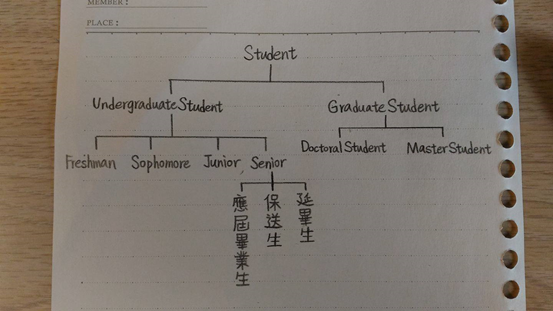 MEMBER:
PLACE:
Student
Undergraduate Student
Graduate Student
Freshman
Sophomore
Junior
Senior
Doctoral Student
Master Student
應屆畢業生
保送生
延畢生